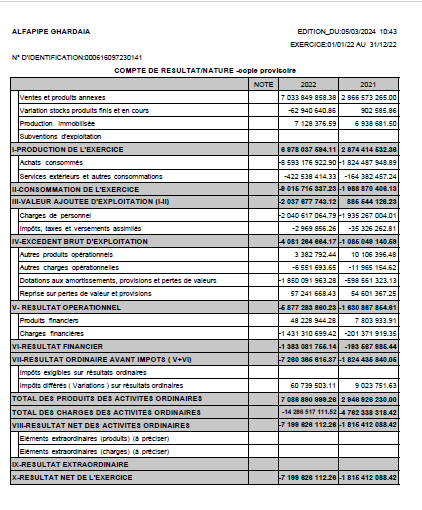 ALFAPIPE GHARDAIA EDITION_DU:05/03/2024 10:43
EXERCICE:01/01/22 AU 31/12/22
N° D'IDENTIFICATION:000616097230141
COMPTE DE RESULTAT/NATURE -copie provisoire
NOTE 2022 2021
Ventes et produits annexes 7 033 849 858.38 2 866 573 265.00
Variation stocks produits finis et en cours -62 940 640.86 902 585.86
Production immobilisée 7 128 376.59 6 938 681.50
Subventions d'exploitation
I-PRODUCTION DE L'EXERCICE 6 978 037 594.11 2 874 414 532.36
Achats consommés -8 593 176 922.90 -1 824 487 948.89
Services extérieurs et autres consommations -422 538 414.33 -164 382 457.24
II-CONSOMMATION DE L'EXERCICE -9 015 715 337.23 -1 988 870 406.13
III-VALEUR AJOUTEE D'EXPLOITATION (I-II) -2 037 677 743.12 885 544 126.23
Charges de personnel -2 040 617 064.79 -1 935 267 004.01
Impôts, taxes et versements assimilés -2 969 856.26 -35 326 262.81
IV-EXCEDENT BRUT D'EXPLOITATION -4 081 264 664.17 -1 085 049 140.59
Autres produits opérationnels 3 382 792.44 10 106 396.48
Autres charges opérationnelles -6 551 693.65 -11 965 154.62
Dotations aux amortissements, provisions et pertes de valeurs -1 850 091 963.28 -598 561 323.13
Reprise sur pertes de valeur et provisions 57 241 668.43 54 601 367.25
V- RESULTAT OPERATIONNEL -5 877 283 860.23 -1 630 867 854.61
Produits financiers 48 228 944.28 7 803 933.91
Charges financières -1 431 310 699.42 -201 371 919.35
VI-RESULTAT FINANCIER -1 383 081 755.14 -193 567 985.44
VII-RESULTAT ORDINAIRE AVANT IMPOTS ( V+VI) -7 260 365 615.37 -1 824 435 840.05
Impôts exigibles sur résultats ordinaires
Impôts différés ( Variations ) sur résultats ordinaires 60 739 503.11 9 023 751.63
TOTAL DES PRODUITS DES ACTIVITES ORDINAIRES 7 086 890 999.26 2 946 926 230.00
TOTAL DES CHARGES DES ACTIVITES ORDINAIRES -14 286 517 111.52 -4 762 338 318.42
VIII-RESULTAT NET DES ACTIVITES ORDINAIRES -7 199 626 112.26 -1 815 412 088.42
Eléments extraordinaires (produits) (à préciser)
Eléments extraordinaires (charges) (à préciser)
IX-RESULTAT EXTRAORDINAIRE
X-RESULTAT NET DE L'EXERCICE -7 199 626 112.26 -1 815 412 088.42